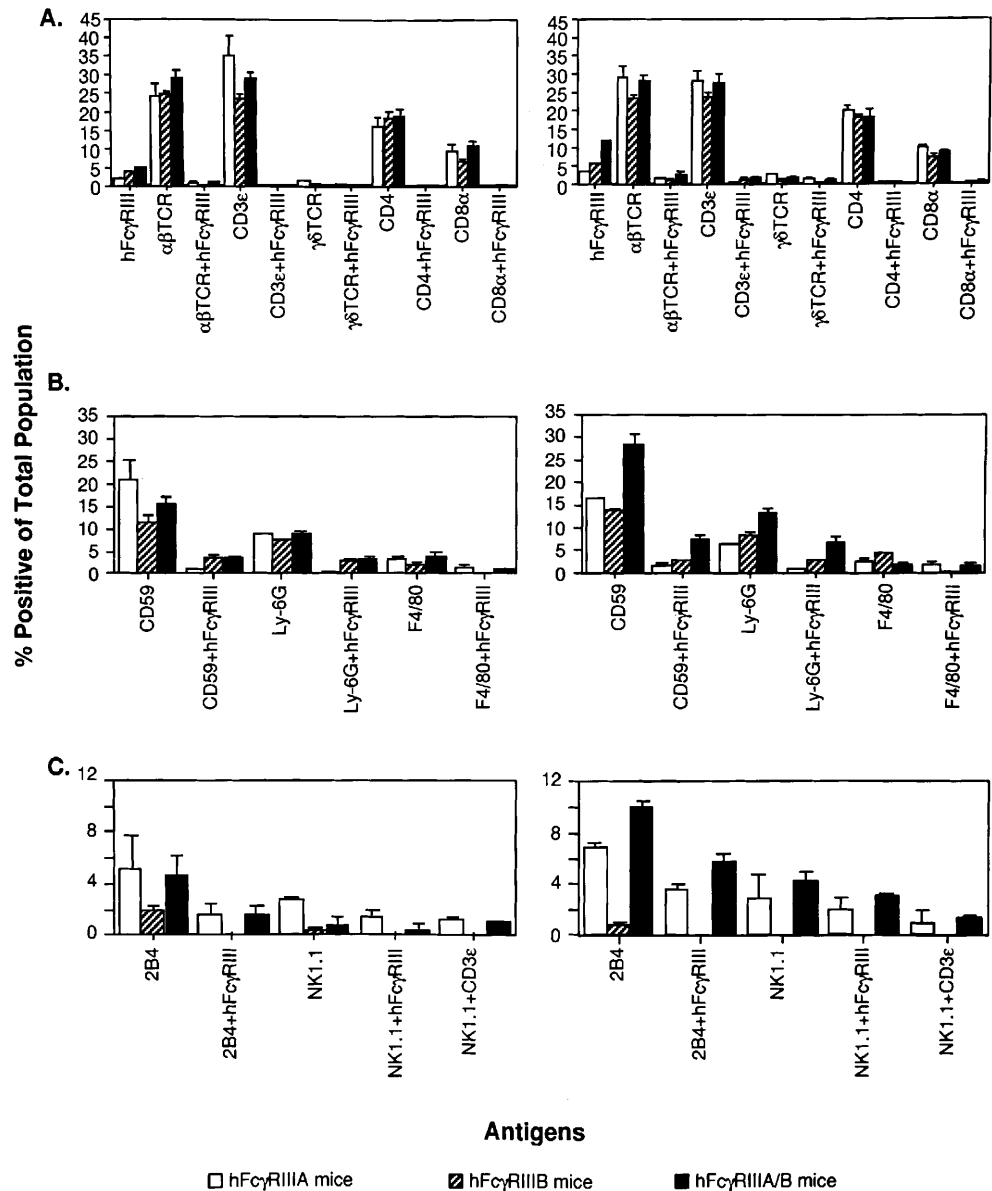 A.
45
40
35
30
25
20
15
10
5
0
hFcγRIII
αβTCR
αβTCR+hFcγRIII
CD3ε
CD3ε+hFcγRIII
γδTCR
γδTCR+hFcγRIII
CD4
CD4+hFcγRIII
CD8α
CD8α+hFcγRIII
45
40
35
30
25
20
15
10
5
0
hFcγRIII
αβTCR
αβTCR+hFcγRIII
CD3ε
CD3ε+hFcγRIII
γδTCR
γδTCR+hFcγRIII
CD4
CD4+hFcγRIII
CD8α
CD8α+hFcγRIII
% Positive of Total Population
B.
35
30
25
20
15
10
5
0
CD59
CD59+hFcγRIII
Ly-6G
Ly-6G+hFcγRIII
F4/80
F4/80+hFcγRIII
35
30
25
20
15
10
5
0
CD59
CD59+hFcγRIII
Ly-6G
Ly-6G+hFcγRIII
F4/80
F4/80+hFcγRIII
C.
12
8
4
0
2B4
2B4+hFcγRIII
NK1.1
NK1.1+hFcγRIII
NK1.1+CD3ε
12
8
4
0
2B4
2B4+hFcγRIII
NK1.1
NK1.1+hFcγRIII
NK1.1+CD3ε
Antigens
hFcγRIIIA mice
hFcγRIIIB mice
hFcγRIIIA/B mice